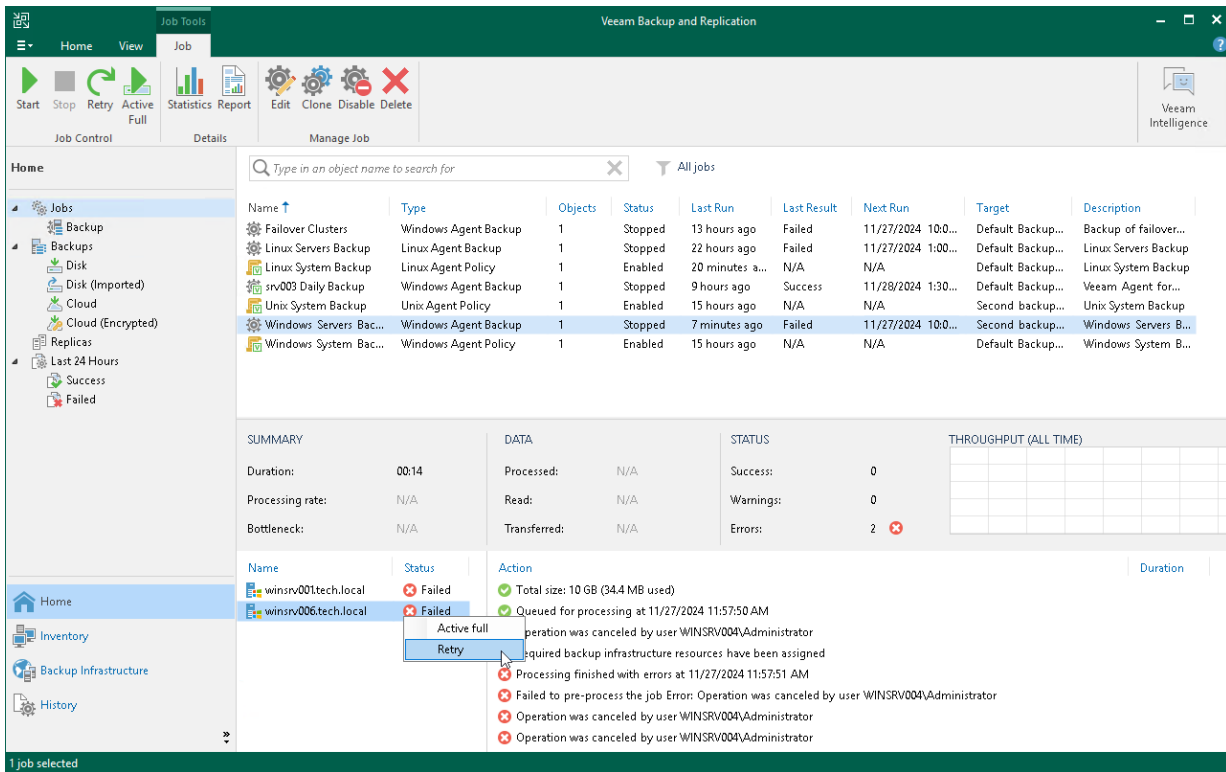 Job Tools
Veeam Backup and Replication
Home View Job
Start Stop Retry Active Full
Statistics Report
Edit Clone Disable Delete
Veeam Intelligence
Job Control Details Manage Job
Home
Type in an object name to search for
All jobs
Jobs
Backup
Backups
Disk
Disk (Imported)
Cloud
Cloud (Encrypted)
Replicas
Last 24 Hours
Success
Failed
Name Type Objects Status Last Run Last Result Next Run Target Description
Failover Clusters Windows Agent Backup 1 Stopped 13 hours ago Failed 11/27/2024 10:0... Default Backup... Backup of failover...
Linux Servers Backup Linux Agent Backup 1 Stopped 22 hours ago Failed 11/27/2024 1:00... Default Backup... Linux Servers Backup
Linux System Backup Linux Agent Policy 1 Enabled 20 minutes a... N/A N/A Default Backup... Linux System Backup
srv003 Daily Backup Windows Agent Backup 1 Stopped 9 hours ago Success 11/28/2024 1:30... Default Backup... Veeam Agent for...
Unix System Backup Unix Agent Policy 1 Enabled 15 hours ago N/A N/A Second backup... Unix System Backup
Windows Servers Bac... Windows Agent Backup 1 Stopped 7 minutes ago Failed 11/27/2024 10:0... Second backup... Windows Servers B...
Windows System Bac... Windows Agent Policy 1 Enabled 15 hours ago N/A N/A Default Backup... Windows System B...
SUMMARY DATA STATUS THROUGHPUT (ALL TIME)
Duration: 00:14 Processed: N/A Success: 0
Processing rate: N/A Read: N/A Warnings: 0
Bottleneck: N/A Transferred: N/A Errors: 2
Name Status Action Duration
winsrv001.tech.local Failed Total size: 10 GB (34.4 MB used)
winsrv006.tech.local Failed Queued for processing at 11/27/2024 11:57:50 AM
Active full
peration was canceled by user WINSRV004\Administrator
Retry
equired backup infrastructure resources have been assigned
Processing finished with errors at 11/27/2024 11:57:51 AM
Failed to pre-process the job Error: Operation was canceled by user WINSRV004\Administrator
Operation was canceled by user WINSRV004\Administrator
Operation was canceled by user WINSRV004\Administrator
Home
Inventory
Backup Infrastructure
History
1 job selected